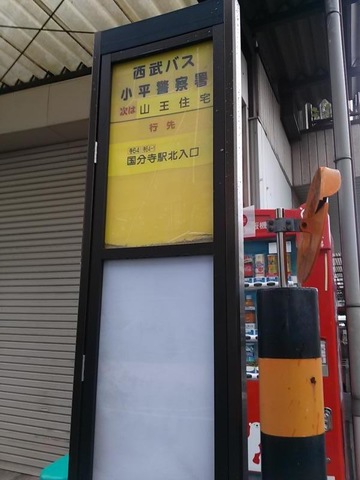 西武バス
小平警察署
次は 山王住宅
行先
国分寺駅北入口